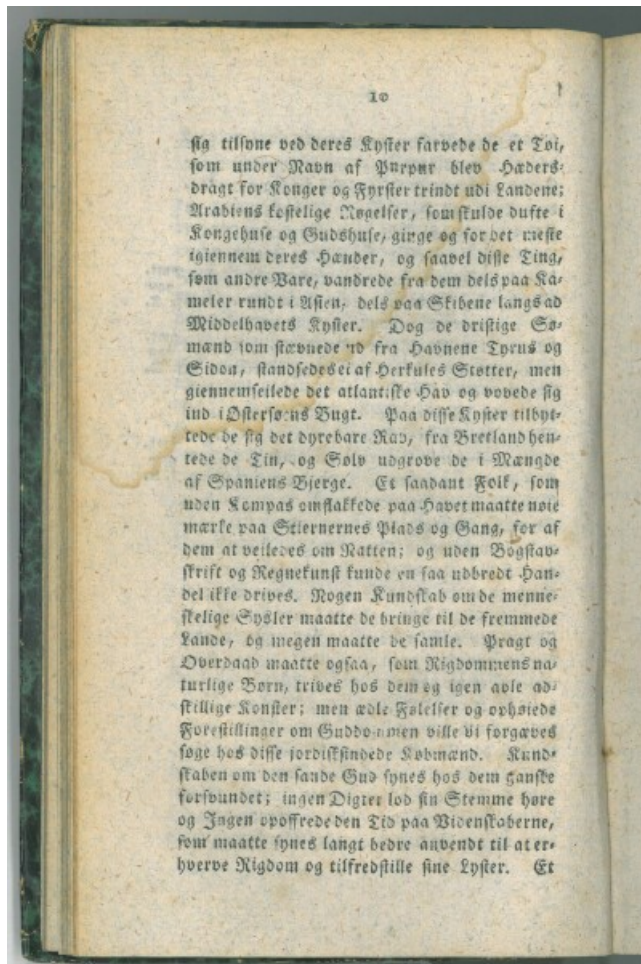 10
sig tilsyne ved deres Kyster farvede de et Tøi,
som under Navn af Purpur blev Hæders-
dragt for Konger og Fyrster trindt udi Landene;
Arabiens kostelige Røgelser, som skulde dufte i
Kongehuse og Gudshuse, ginge og for det meste
igiennem deres Hænder, og saavel disse Ting,
som andre Vare, vandrede fra dem dels paa Ka-
meler rundt i Asien, dels paa Skibene langs ad
Middelhavets Kyster. Dog de dristige Sø-
mænd som stævnede ud fra Havnene Tyrus og
Sidon, standsedes ei af Herkules Støtter, men
giennemseilede det atlantiske Hav og vovede sig
ind i Østersøens Bugt. Paa disse Kyster tilbyt-
tede de sig det dyrebare Rav, fra Bretland hen-
tede de Tin, og Sølv udgrove de i Mængde
af Spaniens Bjerge. Et saadant Folk, som
uden Kompas omflakkede paa Havet maatte nøie
mærke paa Stiernernes Plads og Gang, for af
dem at veiledes om Natten; og uden Bogstav-
skrift og Regnekunst kunde en saa udbredt Han-
del ikke drives. Nogen Kundskab om de menne-
skelige Sysler maatte de bringe til de fremmede
Lande, og megen maatte de samle. Pragt og
Overdaad maatte ogsaa, som Rigdommens na-
turlige Børn, trives hos dem og igen avle ad-
skillige Konster; men ædle Følelser og ophøiede
Forestillinger om Guddommen ville vi forgæves
søge hos disse jordisksindede Købmænd. Kund-
skaben om den sande Gud synes hos dem ganske
forsvundet; ingen Digter lod sin Stemme høre
og Ingen opoffrede den Tid paa Videnskaberne,
som maatte synes langt bedre anvendt til at er-
hverve Rigdom og tilfredstille sine Lyster. Et